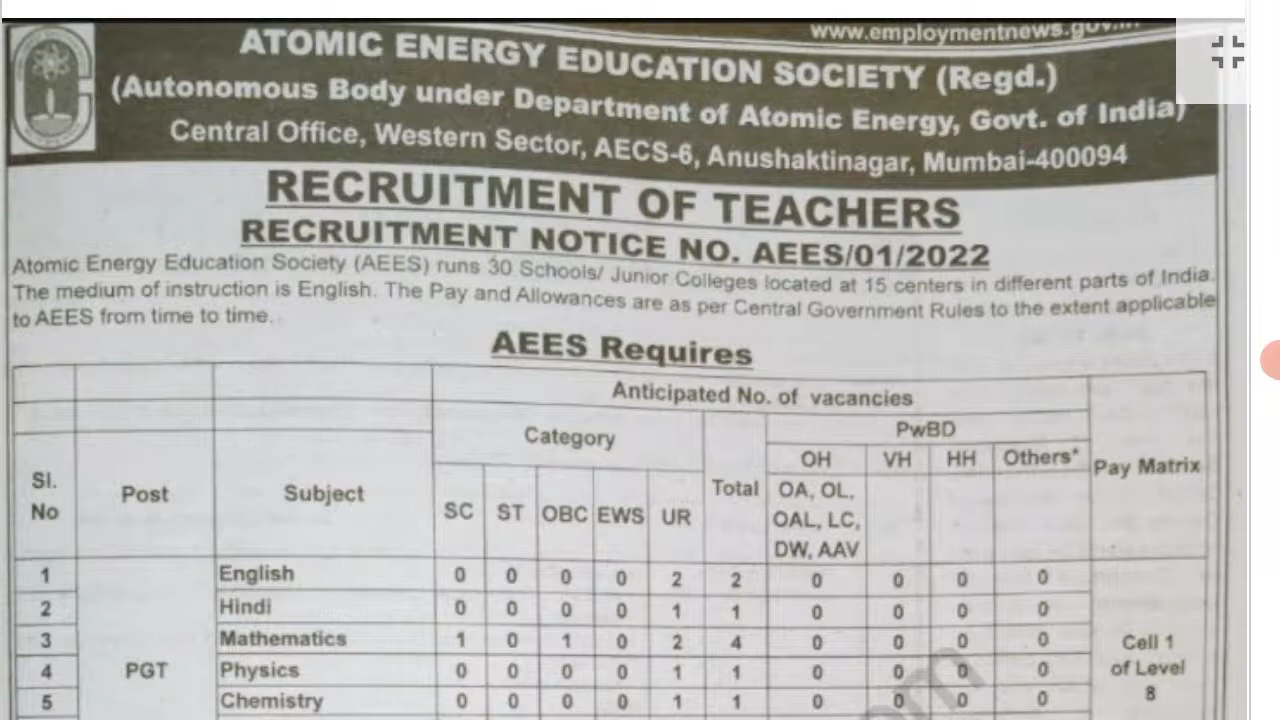 www.employmentnews.gov.in
ATOMIC ENERGY EDUCATION SOCIETY (Regd.)
(Autonomous Body under Department of Atomic Energy, Govt. of India)
Central Office, Western Sector, AECS-6, Anushaktinagar, Mumbai-400094
RECRUITMENT OF TEACHERS
RECRUITMENT NOTICE NO. AEES/01/2022
Atomic Energy Education Society (AEES) runs 30 Schools/ Junior Colleges located at 15 centers in different parts of India.
The medium of instruction is English. The Pay and Allowances are as per Central Government Rules to the extent applicable
to AEES from time to time.
AEES Requires
Anticipated No. of vacancies
Category PwBD
Sl. No Post Subject SC ST OBC EWS UR Total OH VH HH Others* Pay Matrix
OA, OL,
OAL, LC,
DW, AAV
1 English 0 0 0 0 2 2 0 0 0 0
2 Hindi 0 0 0 0 1 1 0 0 0 0
3 Mathematics 1 0 1 0 2 4 0 0 0 0 Cell 1
4 PGT Physics 0 0 0 0 1 1 0 0 0 0 of Level
5 Chemistry 0 0 0 0 1 1 0 0 0 0 8